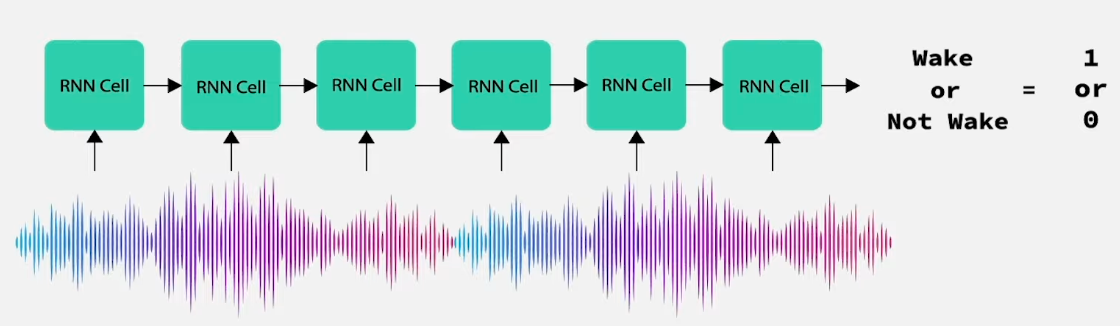 RNN Cell RNN Cell RNN Cell RNN Cell RNN Cell RNN Cell
Wake 1
or = or
Not Wake 0